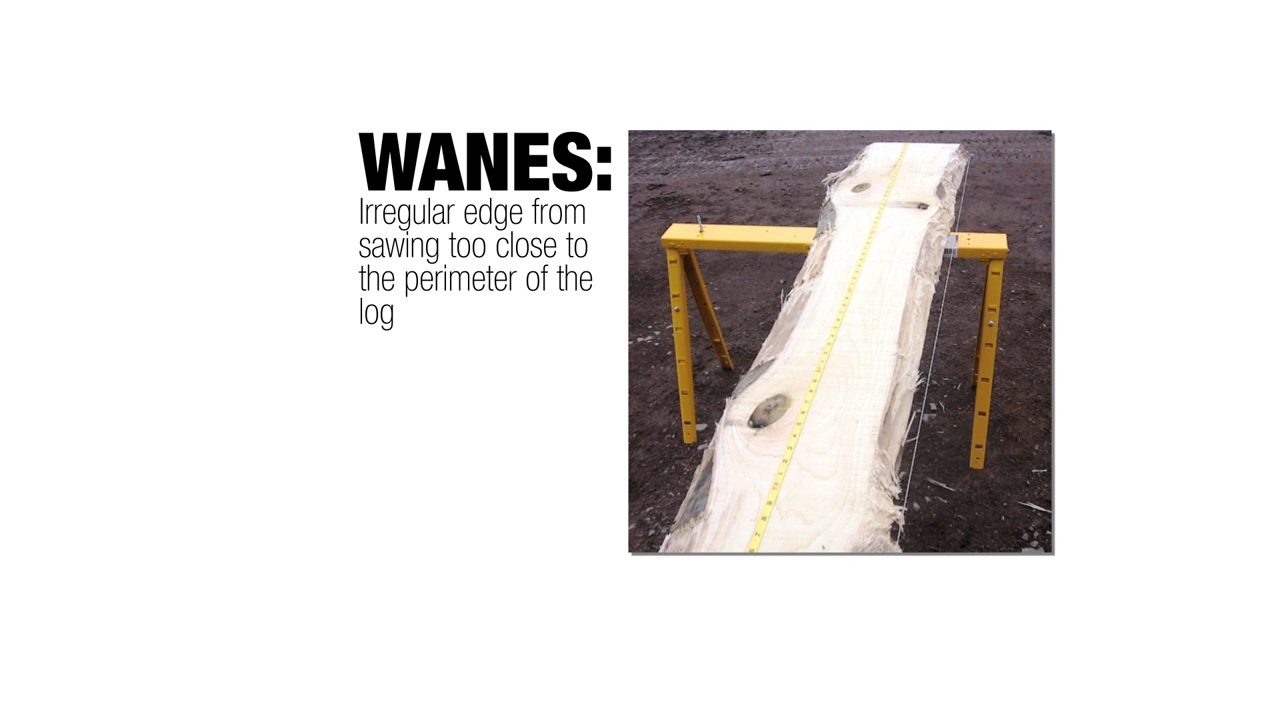 WANES:
Irregular edge from
sawing too close to
the perimeter of the
log